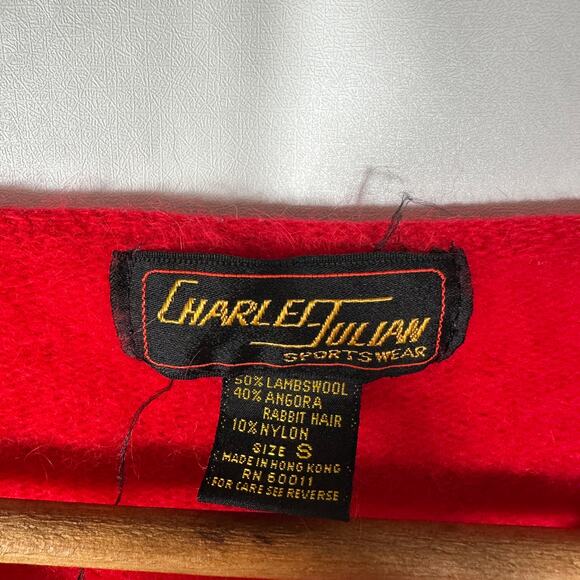 CHARLES JULIAN
SPORTSWEAR
50% LAMBSWOOL
40% ANGORA
RABBIT HAIR
10% NYLON
SIZE S
MADE IN HONG KONG
RN 60011
FOR CARE SEE REVERSE